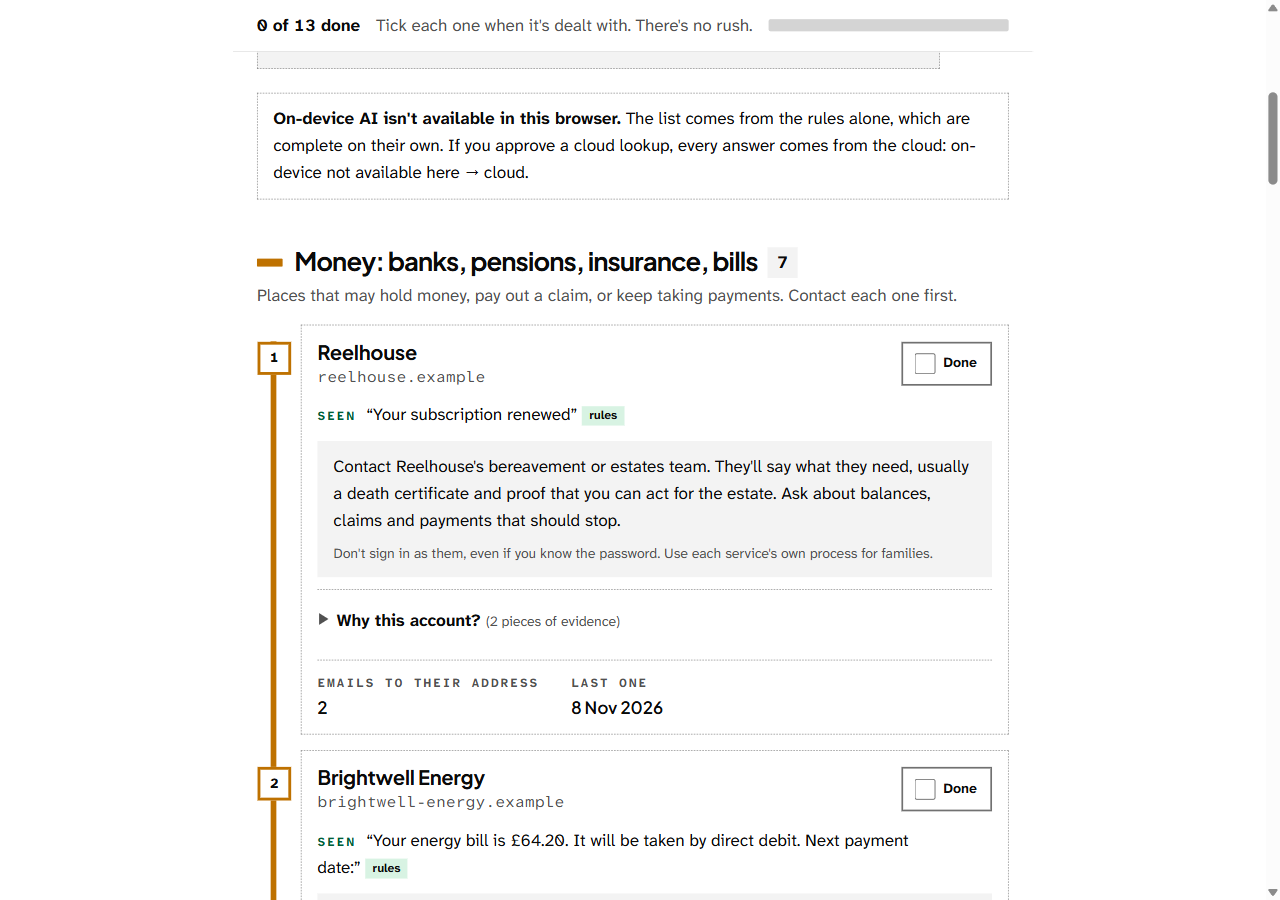 0 of 13 done Tick each one when it's dealt with. There's no rush.
On-device AI isn't available in this browser. The list comes from the rules alone, which are
complete on their own. If you approve a cloud lookup, every answer comes from the cloud: on-
device not available here → cloud.
Money: banks, pensions, insurance, bills 7
Places that may hold money, pay out a claim, or keep taking payments. Contact each one first.
1
Reelhouse
Done
reelhouse.example
SEEN “Your subscription renewed” rules
Contact Reelhouse's bereavement or estates team. They'll say what they need, usually
a death certificate and proof that you can act for the estate. Ask about balances,
claims and payments that should stop.
Don't sign in as them, even if you know the password. Use each service's own process for families.
Why this account? (2 pieces of evidence)
EMAILS TO THEIR ADDRESS LAST ONE
2 8 Nov 2026
2
Brightwell Energy
Done
brightwell-energy.example
SEEN “Your energy bill is £64.20. It will be taken by direct debit. Next payment
date:” rules